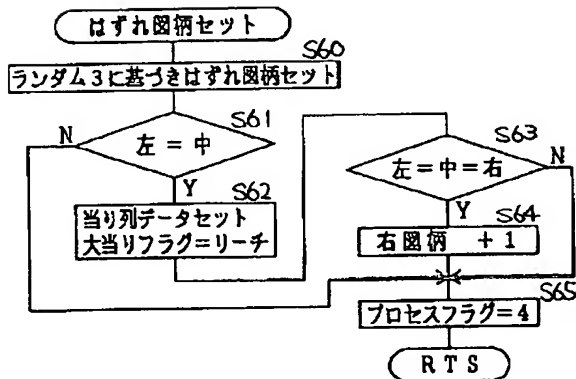 はずれ図柄セット
S60
ランダム3に基づきはずれ図柄セット
S61
N
左=中
Y
S62
当り列データセット
大当りフラグ=リーチ
S63
左=中=右
N
Y
S64
右図柄 +1
S65
プロセスフラグ=4
RTS